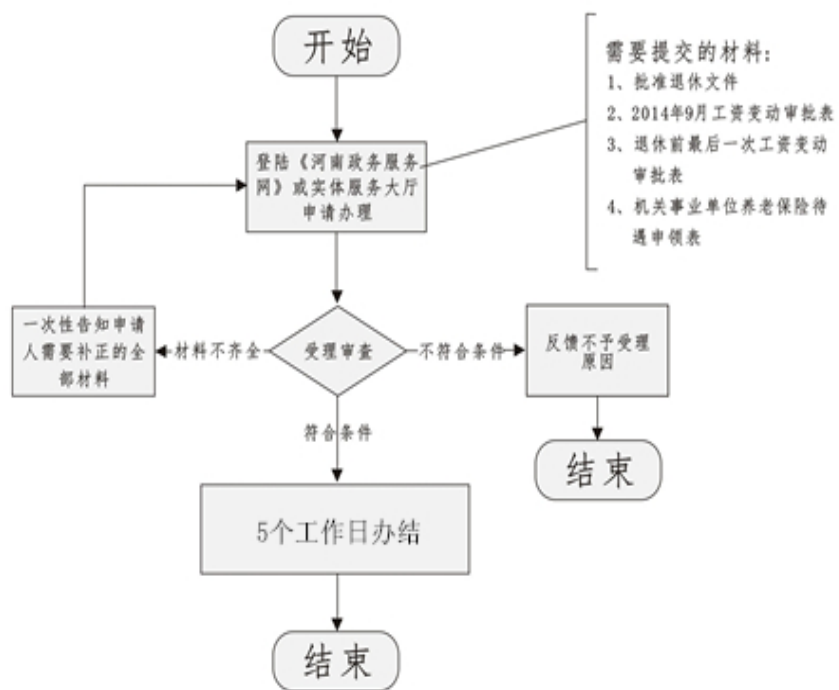 开始
需要提交的材料:
1、批准退休文件
2、2014年9月工资变动审批表
3、退休前最后一次工资变动
审批表
4、机关事业单位养老保险待
遇申领表
登陆《河南政务服务
网》或实体服务大厅
申请办理
一次性告知申请
人需要补正的全
部材料
材料不齐全
受理审查
不符合条件
反馈不予受理
原因
符合条件
结束
5个工作日办结
结束